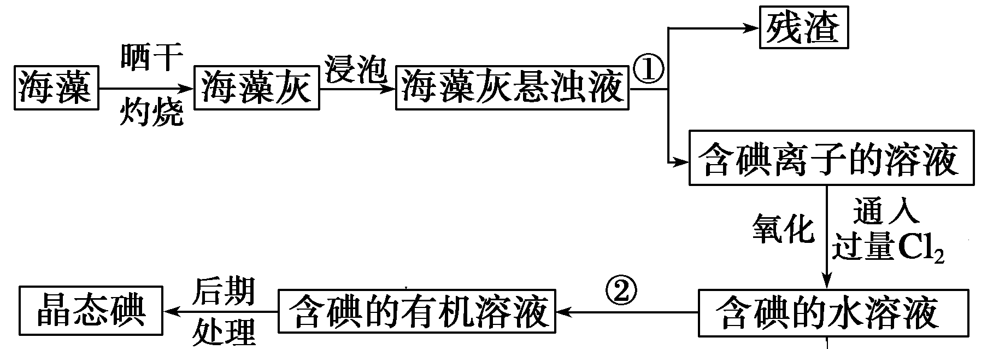 残渣
晒干
海藻
灼烧
海藻灰
浸泡
海藻灰悬浊液
①
含碘离子的溶液
氧化
通入
过量Cl₂
含碘的水溶液
②
含碘的有机溶液
后期
处理
晶态碘